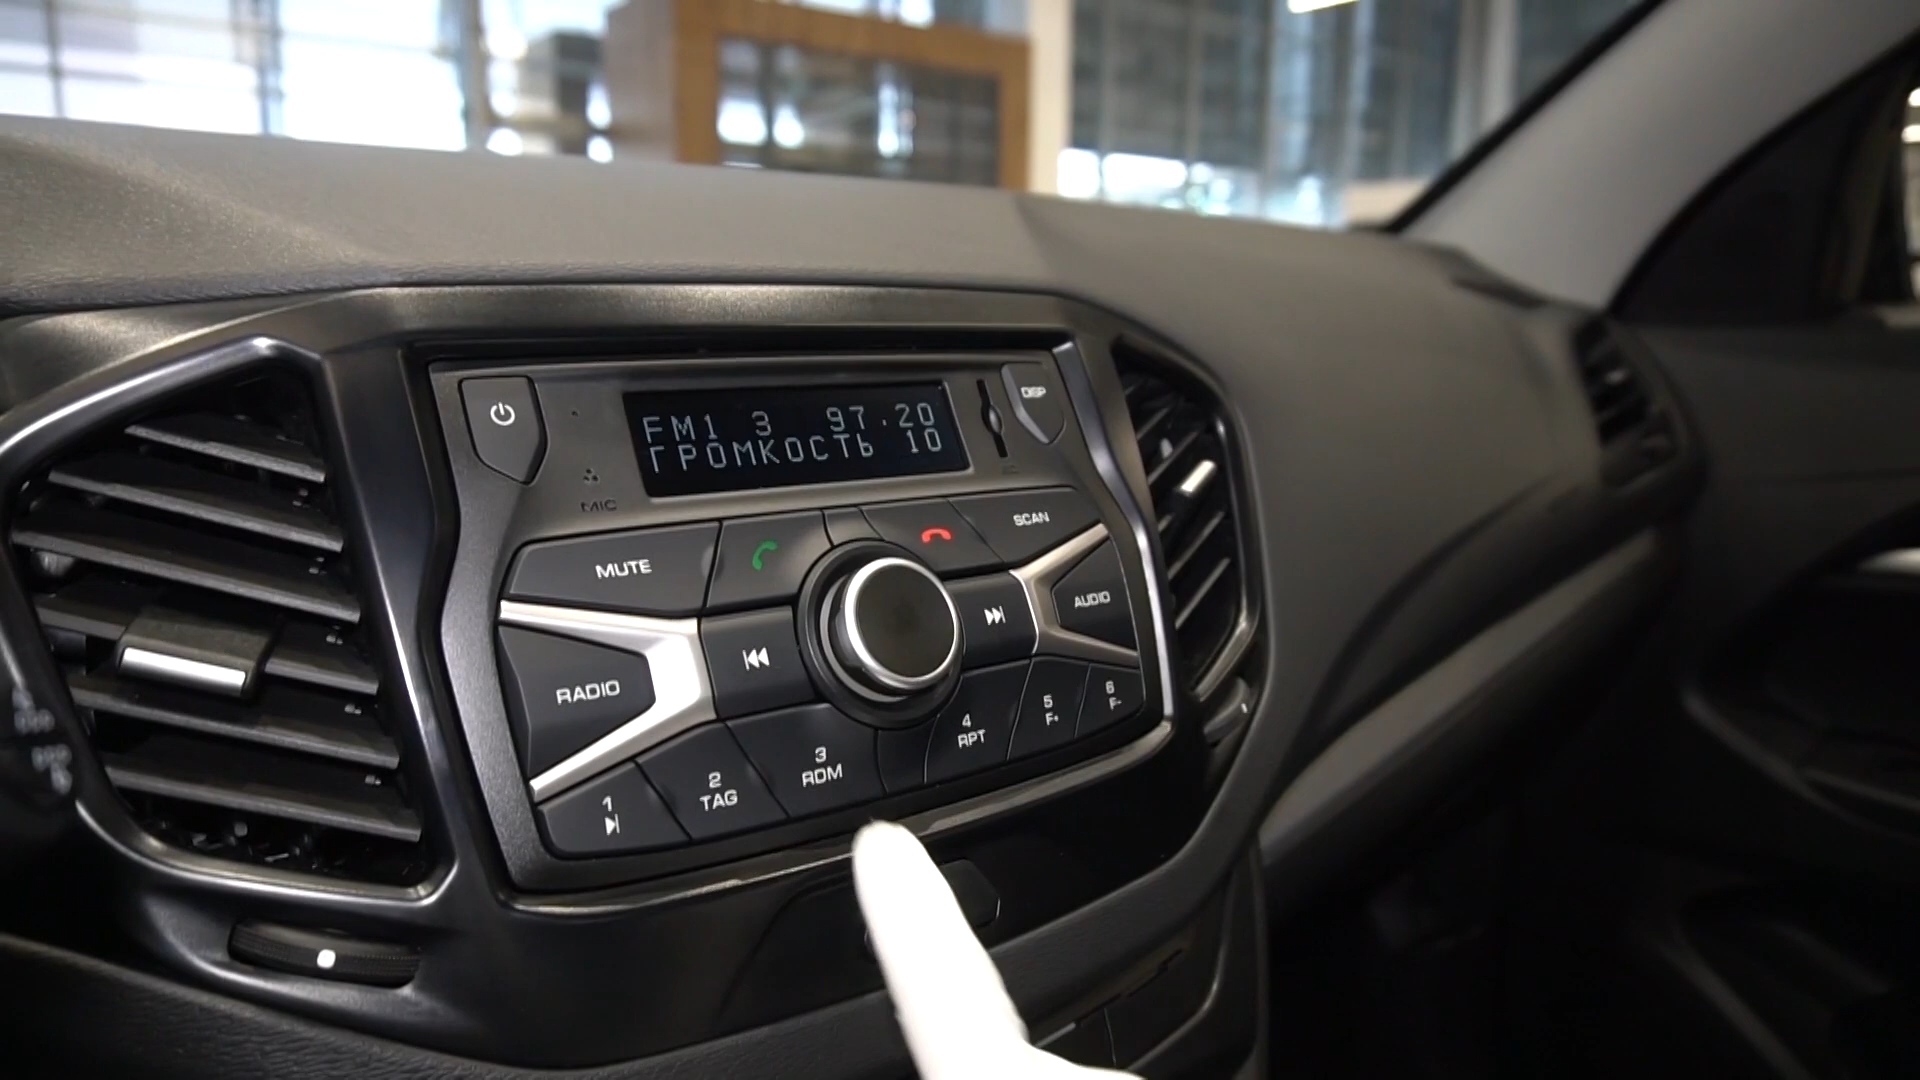 DISP
FM1 3 97.20
ГРОМКОСТЬ 10
MIC
SCAN
MUTE
AUDIO
RADIO
1
2
TAG
3
RDM
4
RPT
5
F+
6
F-